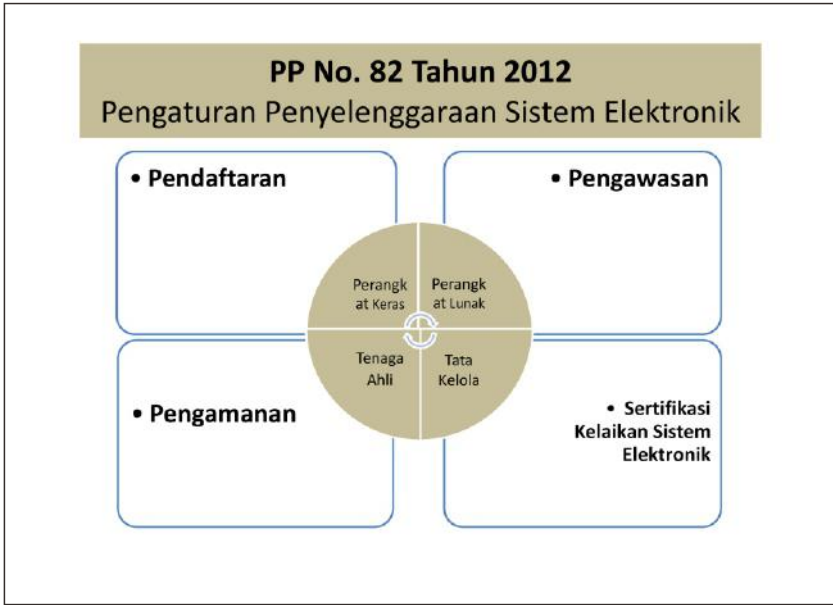 PP No. 82 Tahun 2012
Pengaturan Penyelenggaraan Sistem Elektronik
• Pendaftaran
• Pengawasan
Perangk
at Keras
Perangk
at Lunak
Tenaga
Ahli
Tata
Kelola
• Pengamanan
• Sertifikasi
Kelaikan Sistem
Elektronik